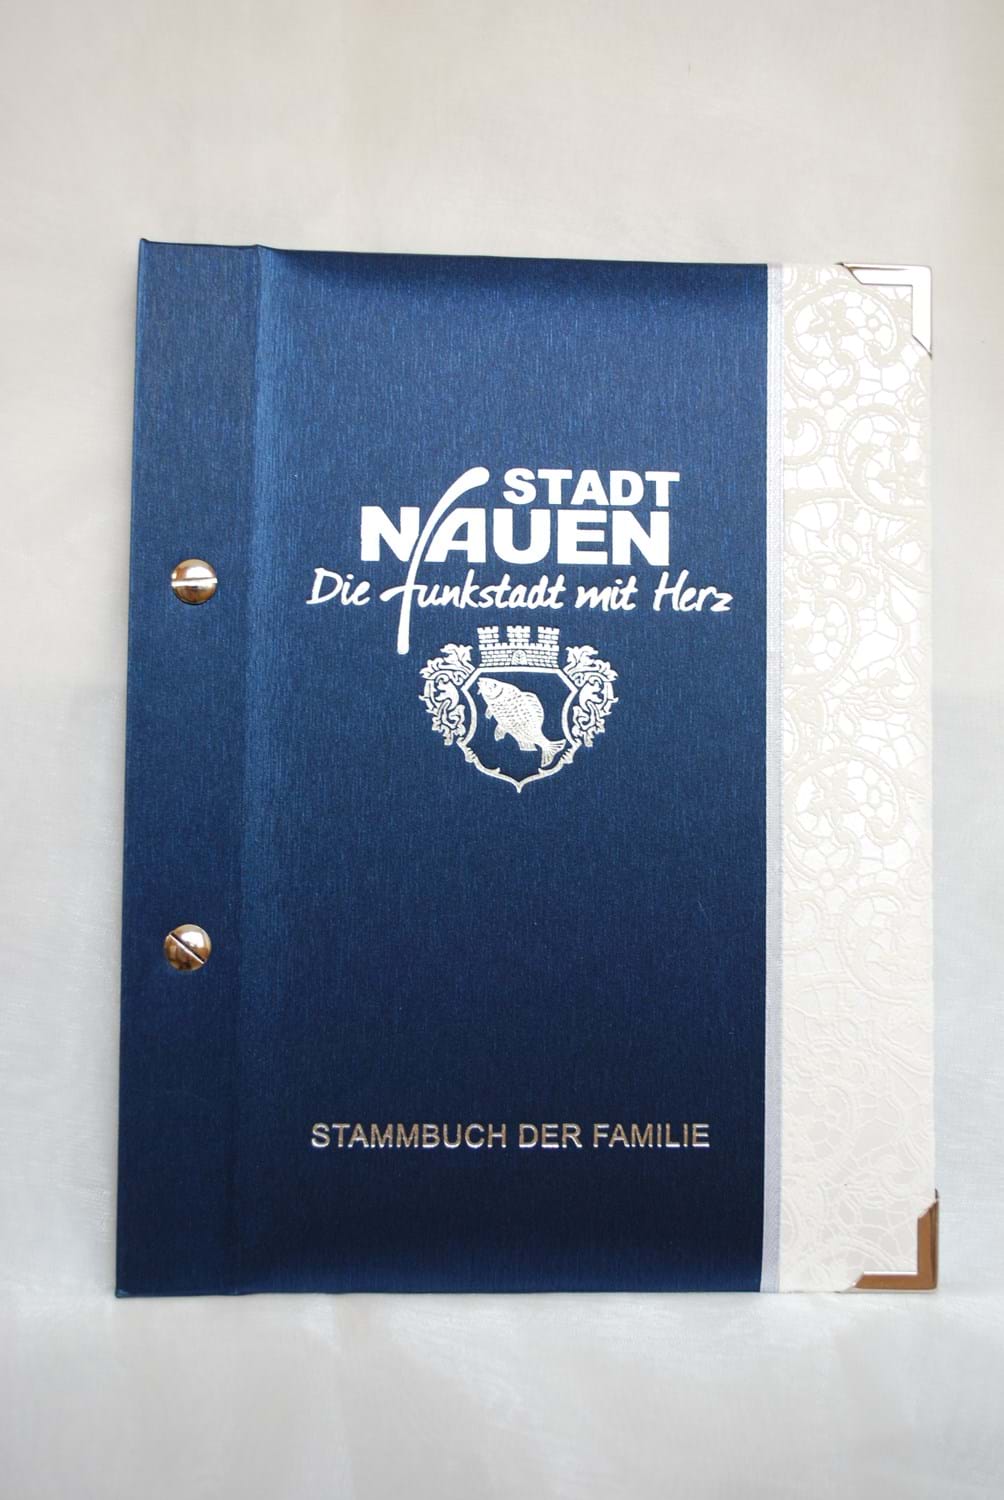 STADT
NAUEN
Die Funkstadt mit Herz
STAMMBUCH DER FAMILIE